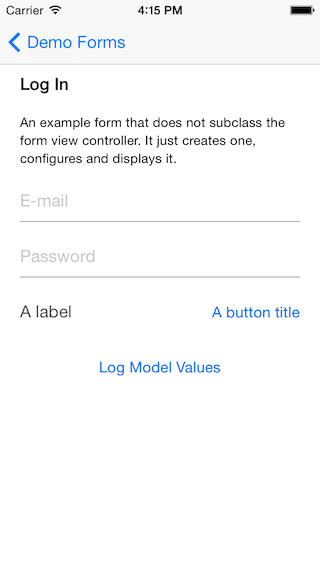 Carrier 4:15 PM
Demo Forms
Log In
An example form that does not subclass the
form view controller. It just creates one,
configures and displays it.
E-mail
Password
A label A button title
Log Model Values